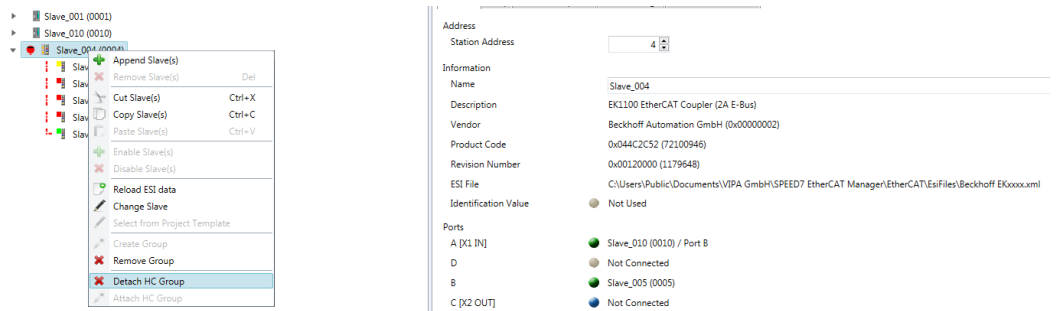 Slave_001 (0001)
Slave_010 (0010)
Slave_004 (0004)
Slav
Slav
Slav
Slav
Slav
Append Slave(s)
Remove Slave(s) Del
Cut Slave(s) Ctrl+X
Copy Slave(s) Ctrl+C
Paste Slave(s) Ctrl+V
Enable Slave(s)
Disable Slave(s)
Reload ESI data
Change Slave
Select from Project Template
Create Group
Remove Group
Detach HC Group
Attach HC Group
Address
Station Address 4
Information
Name Slave_004
Description EK1100 EtherCAT Coupler (2A E-Bus)
Vendor Beckhoff Automation GmbH (0x00000002)
Product Code 0x044C2C52 (72100946)
Revision Number 0x00120000 (1179648)
ESI File C:\Users\Public\Documents\VIPA GmbH\SPEED7 EtherCAT Manager\EtherCAT\EsiFiles\Beckhoff EKxxxx.xml
Identification Value Not Used
Ports
A [X1 IN] Slave_010 (0010) / Port B
D Not Connected
B Slave_005 (0005)
C [X2 OUT] Not Connected